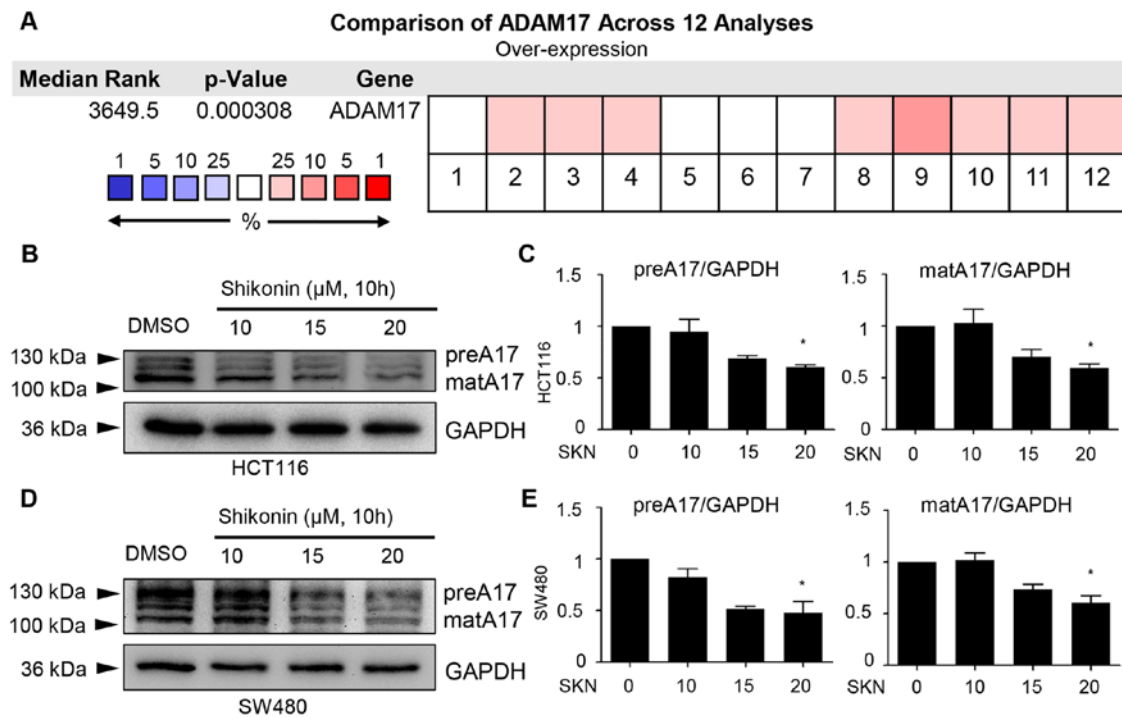 A
Comparison of ADAM17 Across 12 Analyses
Over-expression
Median Rank p-Value Gene
3649.5 0.000308 ADAM17
1 5 10 25 25 10 5 1
%
1 2 3 4 5 6 7 8 9 10 11 12
B
Shikonin (µM, 10h)
DMSO 10 15 20
130 kDa preA17
100 kDa matA17
36 kDa GAPDH
HCT116
C
preA17/GAPDH matA17/GAPDH
HCT116
1.5 1.5
1 1
0.5 0.5
0 0
SKN 0 10 15 20 SKN 0 10 15 20
* *
D
Shikonin (µM, 10h)
DMSO 10 15 20
130 kDa preA17
100 kDa matA17
36 kDa GAPDH
SW480
E
preA17/GAPDH matA17/GAPDH
SW480
1.5 1.5
1 1
0.5 0.5
0 0
SKN 0 10 15 20 SKN 0 10 15 20
* *